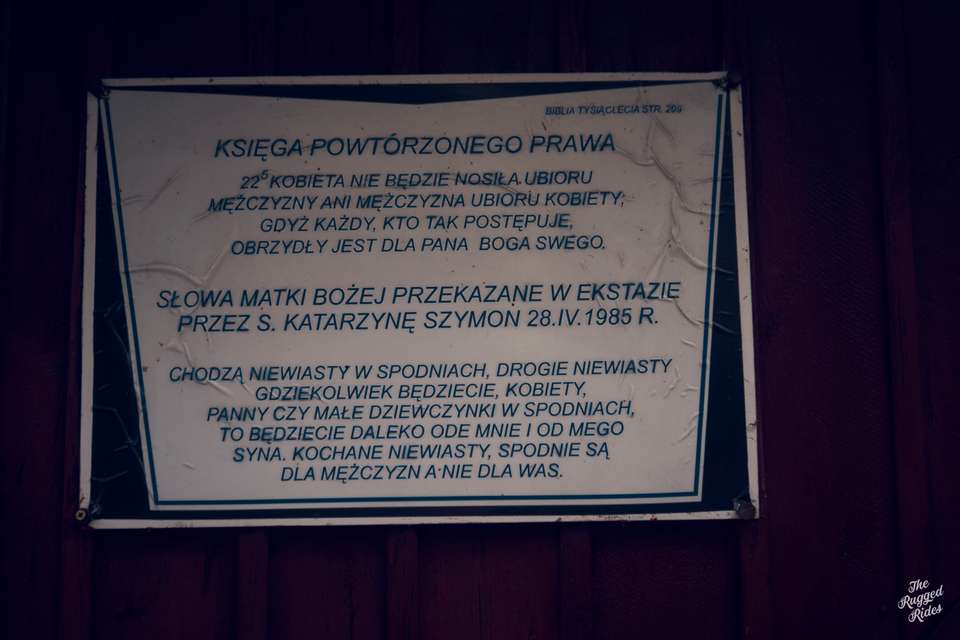 BIBLIA TYSIĄCLECIA STR. 209
KSIĘGA POWTÓRZONEGO PRAWA
22⁵ KOBIETA NIE BĘDZIE NOSIŁA UBIORU
MĘŻCZYZNY ANI MĘŻCZYZNA UBIORU KOBIETY;
GDYŻ KAŻDY, KTO TAK POSTĘPUJE,
OBRZYDŁY JEST DLA PANA BOGA SWEGO.
SŁOWA MATKI BOŻEJ PRZEKAZANE W EKSTAZIE
PRZEZ S. KATARZYNĘ SZYMON 28.IV.1985 R.
CHODZĄ NIEWIASTY W SPODNIACH, DROGIE NIEWIASTY
GDZIEKOLWIEK BĘDZIECIE, KOBIETY,
PANNY CZY MAŁE DZIEWCZYNKI W SPODNIACH,
TO BĘDZIECIE DALEKO ODE MNIE I OD MEGO
SYNA. KOCHANE NIEWIASTY, SPODNIE SĄ
DLA MĘŻCZYZN A NIE DLA WAS.
The
Rugged
Rides